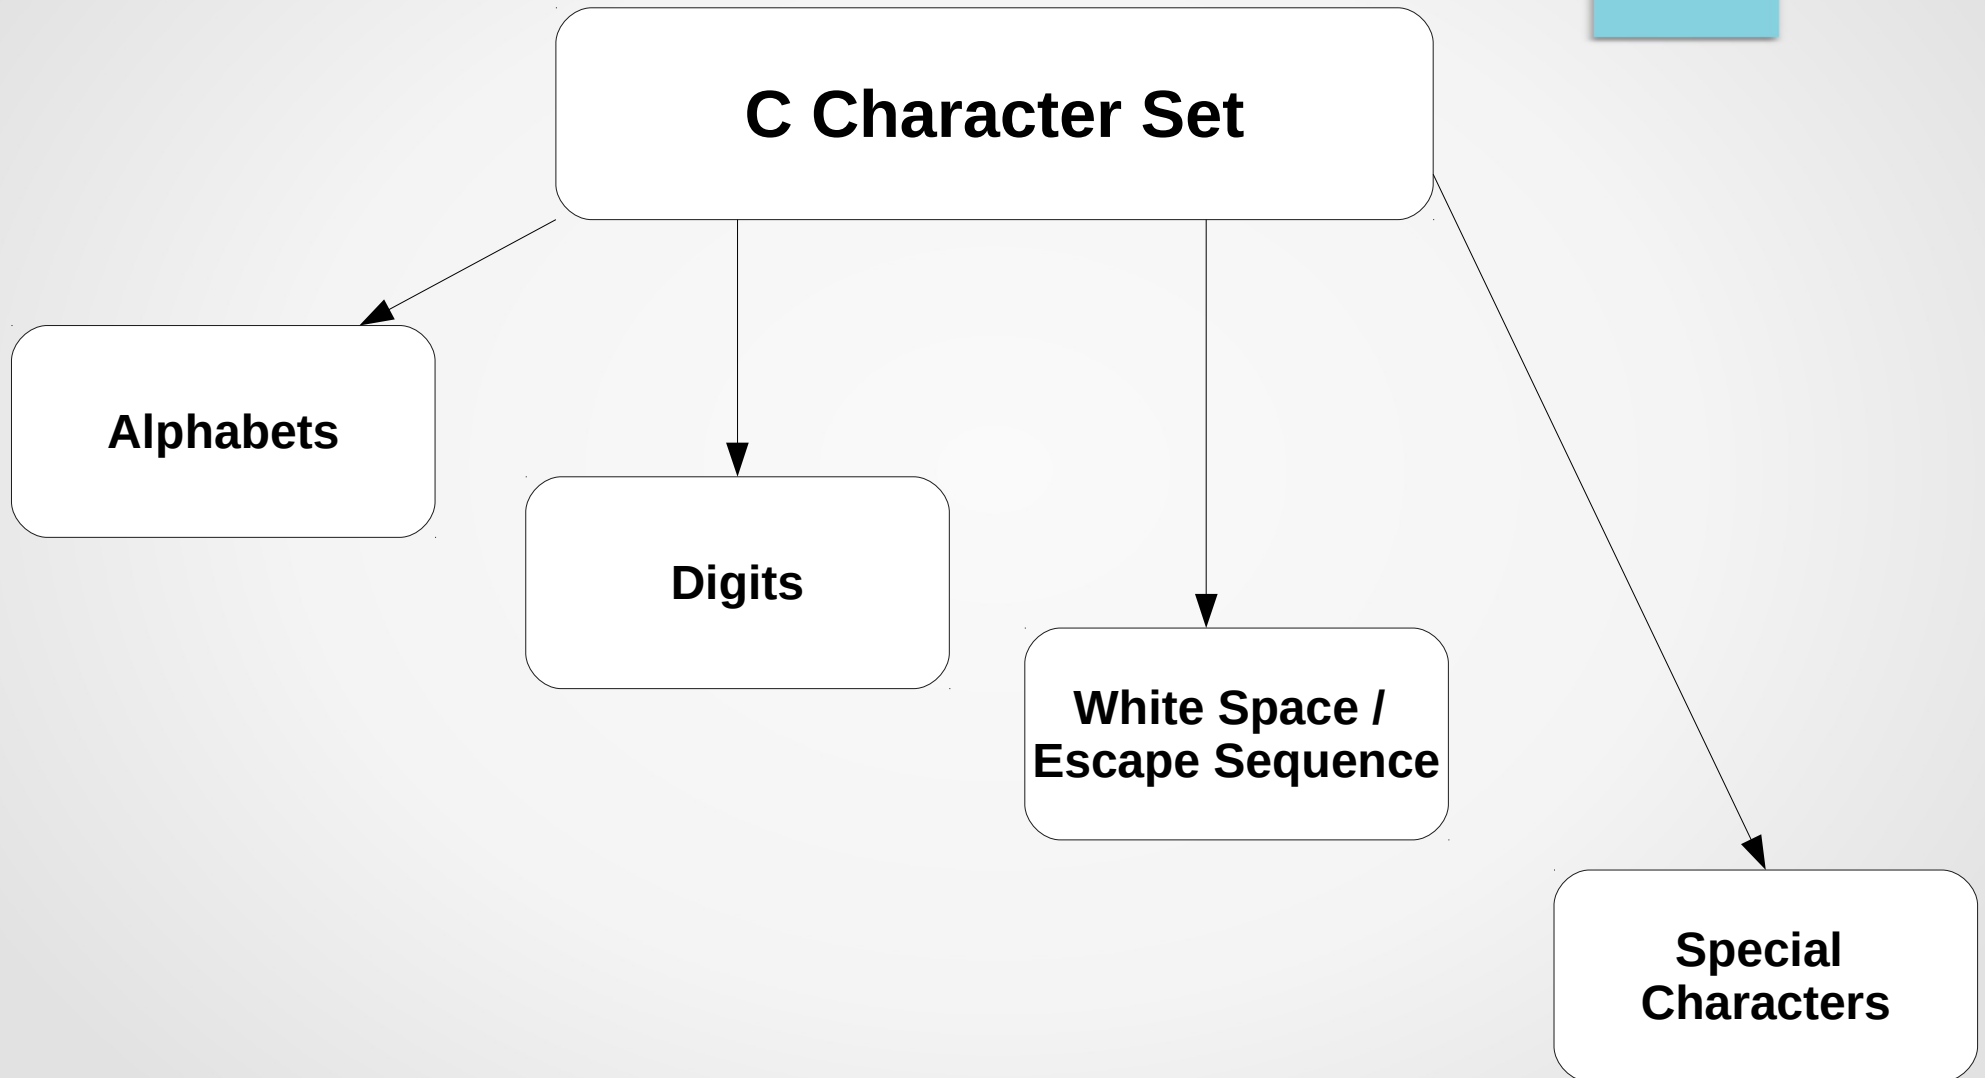 C Character Set
Alphabets
Digits
White Space /
Escape Sequence
Special
Characters